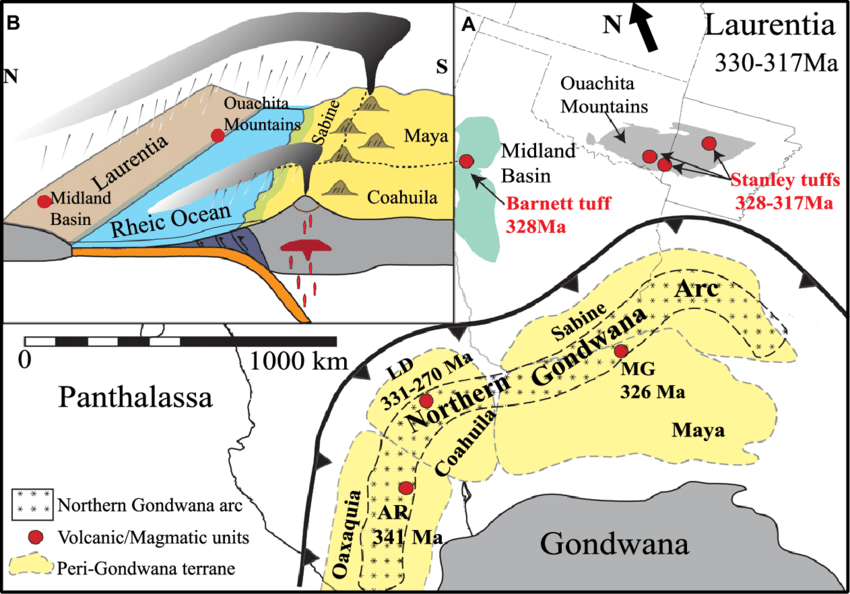 B
N
S
Ouachita
Mountains
Sabine
Laurentia
Maya
Midland
Basin
Rheic Ocean
Coahuila
A
N
Laurentia
330-317Ma
Ouachita
Mountains
Midland
Basin
Barnett tuff
328Ma
Stanley tuffs
328-317Ma
0
1000 km
Panthalassa
LD
331-270 Ma
Northern
Gondwana
Arc
Sabine
MG
326 Ma
Maya
Coahuila
Oaxaquia
AR
341 Ma
Gondwana
Northern Gondwana arc
Volcanic/Magmatic units
Peri-Gondwana terrane